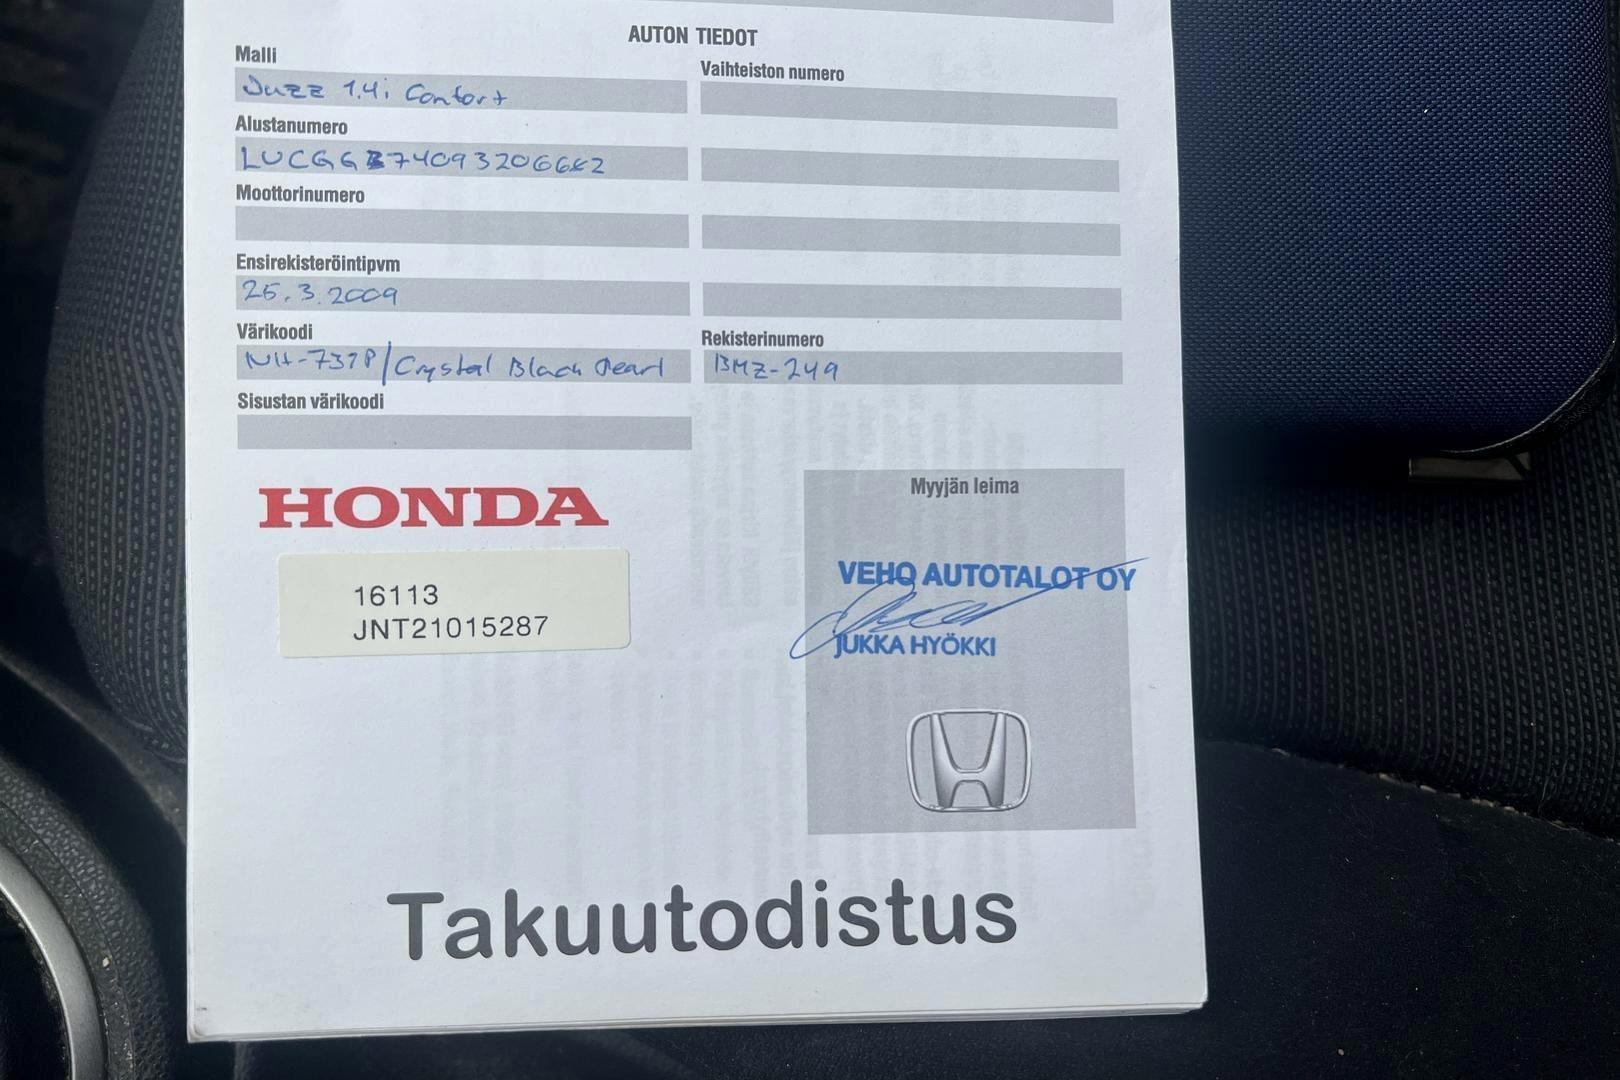 AUTON TIEDOT
Malli
Jazz 1.4i Comfort
Vaihteiston numero
Alustanumero
Moottorinumero
Ensirekisteröintipvm
25.3.2009
Värikoodi
NH-731P/Crystal Black Pearl
Rekisterinumero
BMZ-249
Sisustan värikoodi
HONDA
16113
JNT21015287
Myyjän leima
VEHO AUTOTALOT OY
JUKKA HYÖKKI
Takuutodistus